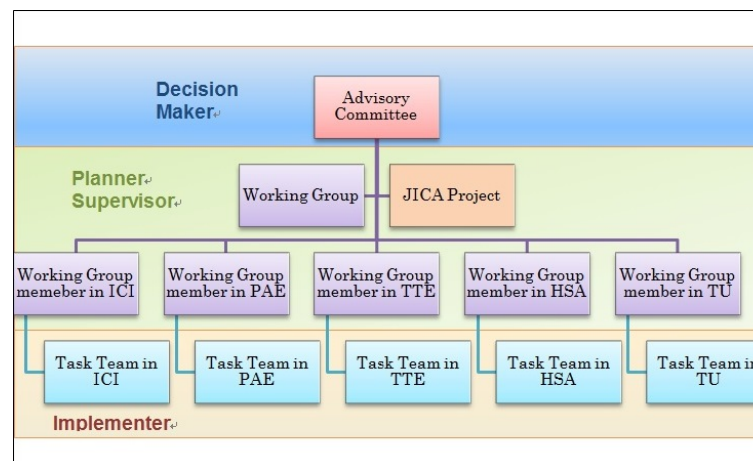 Decision
Maker
Advisory
Committee
Planner
Supervisor
Working Group
JICA Project
Working Group
memeber in ICI
Working Group
member in PAE
Working Group
member in TTE
Working Group
member in HSA
Working Group
member in TU
Task Team in
ICI
Task Team in
PAE
Task Team in
TTE
Task Team in
HSA
Task Team in
TU
Implementer